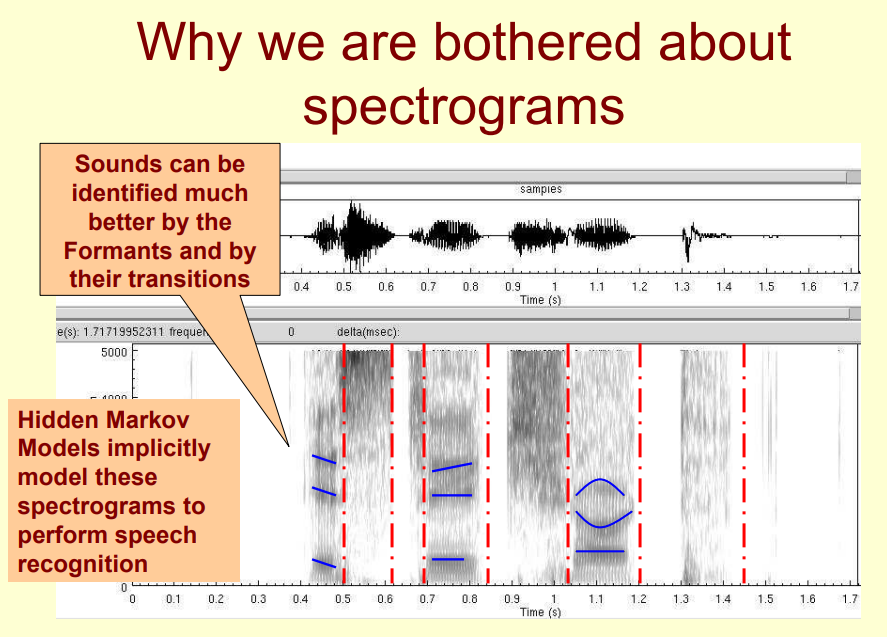 Why we are bothered about
spectrograms
Sounds can be
identified much
better by the
Formants and by
their transitions
samples
0.4 0.5 0.6 0.7 0.8 0.9 1 1.1 1.2 1.3 1.4 1.5 1.6 1.7
Time (s)
e(s): 1.71719952311 frequen 0 delta(msec):
5000
4000
Hidden Markov
Models implicitly
model these
spectrograms to
perform speech
recognition
0
0 0.1 0.2 0.3 0.4 0.5 0.6 0.7 0.8 0.9 1 1.1 1.2 1.3 1.4 1.5 1.6 1.7
Time (s)